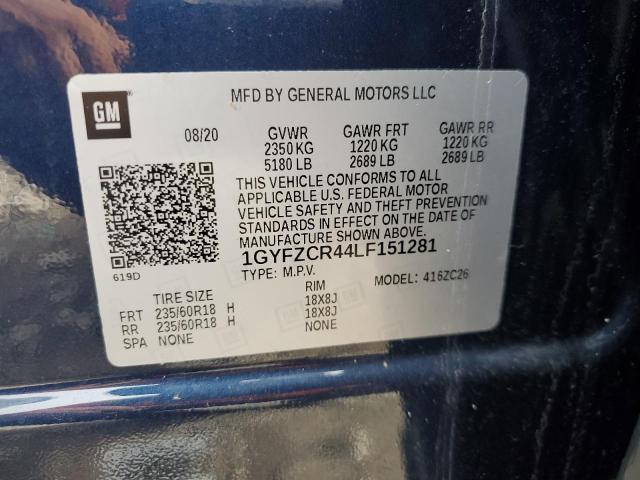 GM
MFD BY GENERAL MOTORS LLC
08/20 GVWR GAWR FRT GAWR RR
2350 KG 1220 KG 1220 KG
5180 LB 2689 LB 2689 LB
THIS VEHICLE CONFORMS TO ALL
APPLICABLE U.S. FEDERAL MOTOR
VEHICLE SAFETY AND THEFT PREVENTION
STANDARDS IN EFFECT ON THE DATE OF
MANUFACTURE SHOWN ABOVE.
1GYFZCR44LF151281
619D
TYPE: M.P.V. MODEL: 416ZC26
TIRE SIZE RIM
FRT 235/60R18 H 18X8J
RR 235/60R18 H 18X8J
SPA NONE NONE